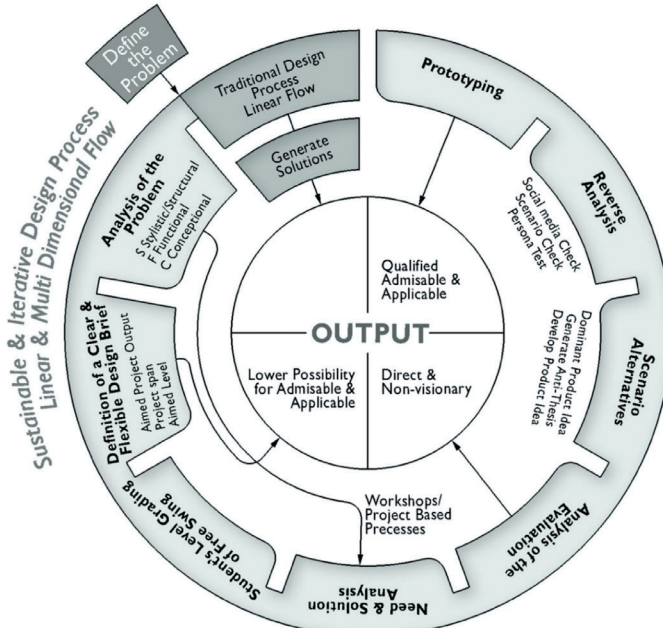 Define
the
Problem
Sustainable & Iterative Design Process
Linear & Multi Dimensional Flow
Traditional Design
Process
Linear Flow
Generate
Solutions
Prototyping
Reverse
Analysis
Social media Check
Scenario Check
Persona Test
Scenario
Alternatives
Dominant Product Idea
Generate Anti-Thesis
Develop Product Idea
Analysis of the
Evaluation
Need & Solution
Analysis
Workshops/
Project Based
Precesses
Student's Level Grading
of Free Swing
Definition of a Clear &
Flexible Design Brief
Aimed Project Output
Project span
Aimed Level
Analysis of the
Problem
S Stylistic/Structural
F Functional
C Conceptional
Qualified
Admisable &
Applicable
OUTPUT
Lower Possibility
for Admisable &
Applicable
Direct &
Non-visionary